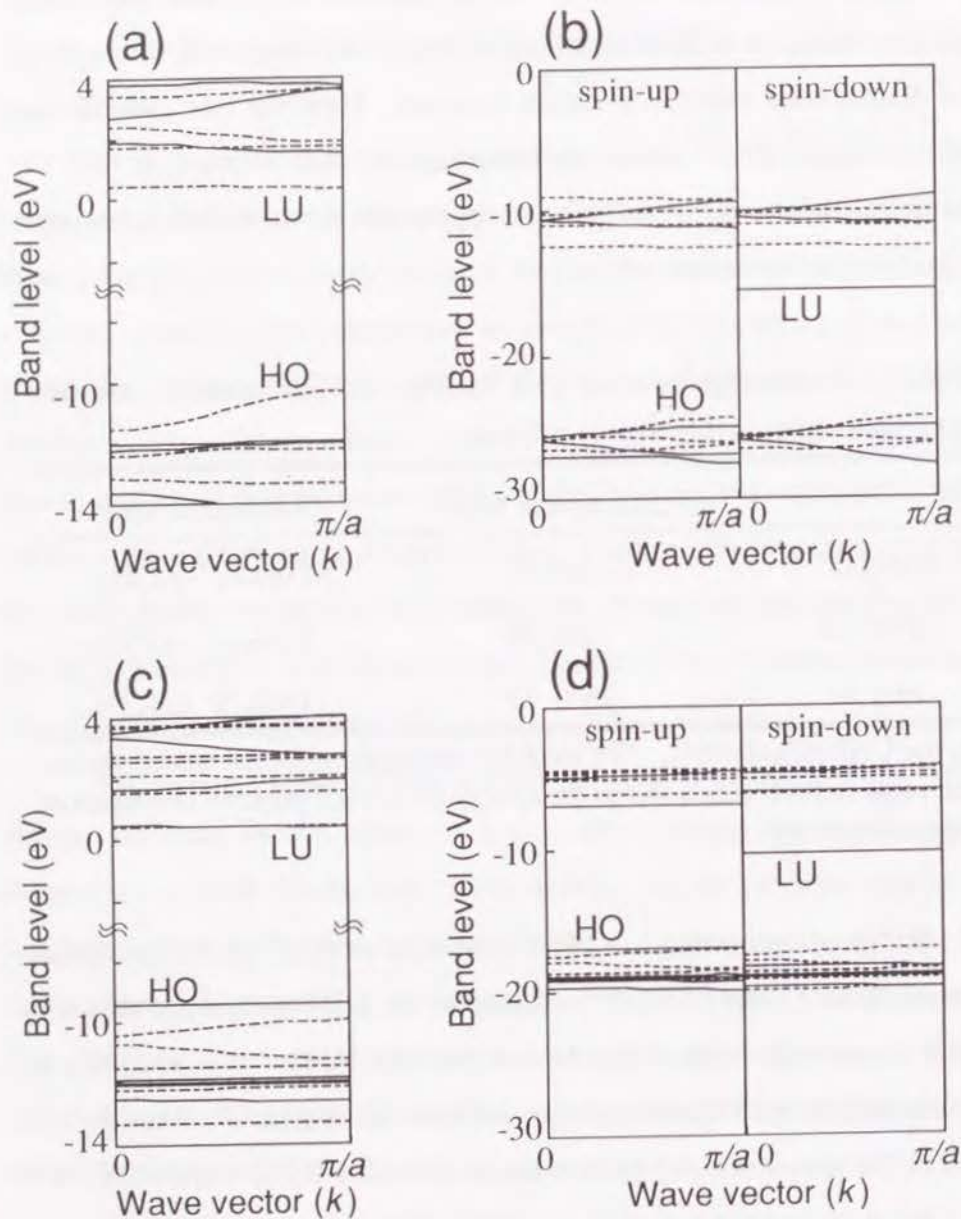 (a)
4
0
-10
-14
Band level (eV)
LU
HO
0
π/a
Wave vector (k)
(b)
0
-10
-20
-30
Band level (eV)
spin-up
spin-down
LU
HO
0
π/a
0
π/a
Wave vector (k)
(c)
4
0
-10
-14
Band level (eV)
LU
HO
0
π/a
Wave vector (k)
(d)
0
-10
-20
-30
Band level (eV)
spin-up
spin-down
LU
HO
0
π/a
0
π/a
Wave vector (k)